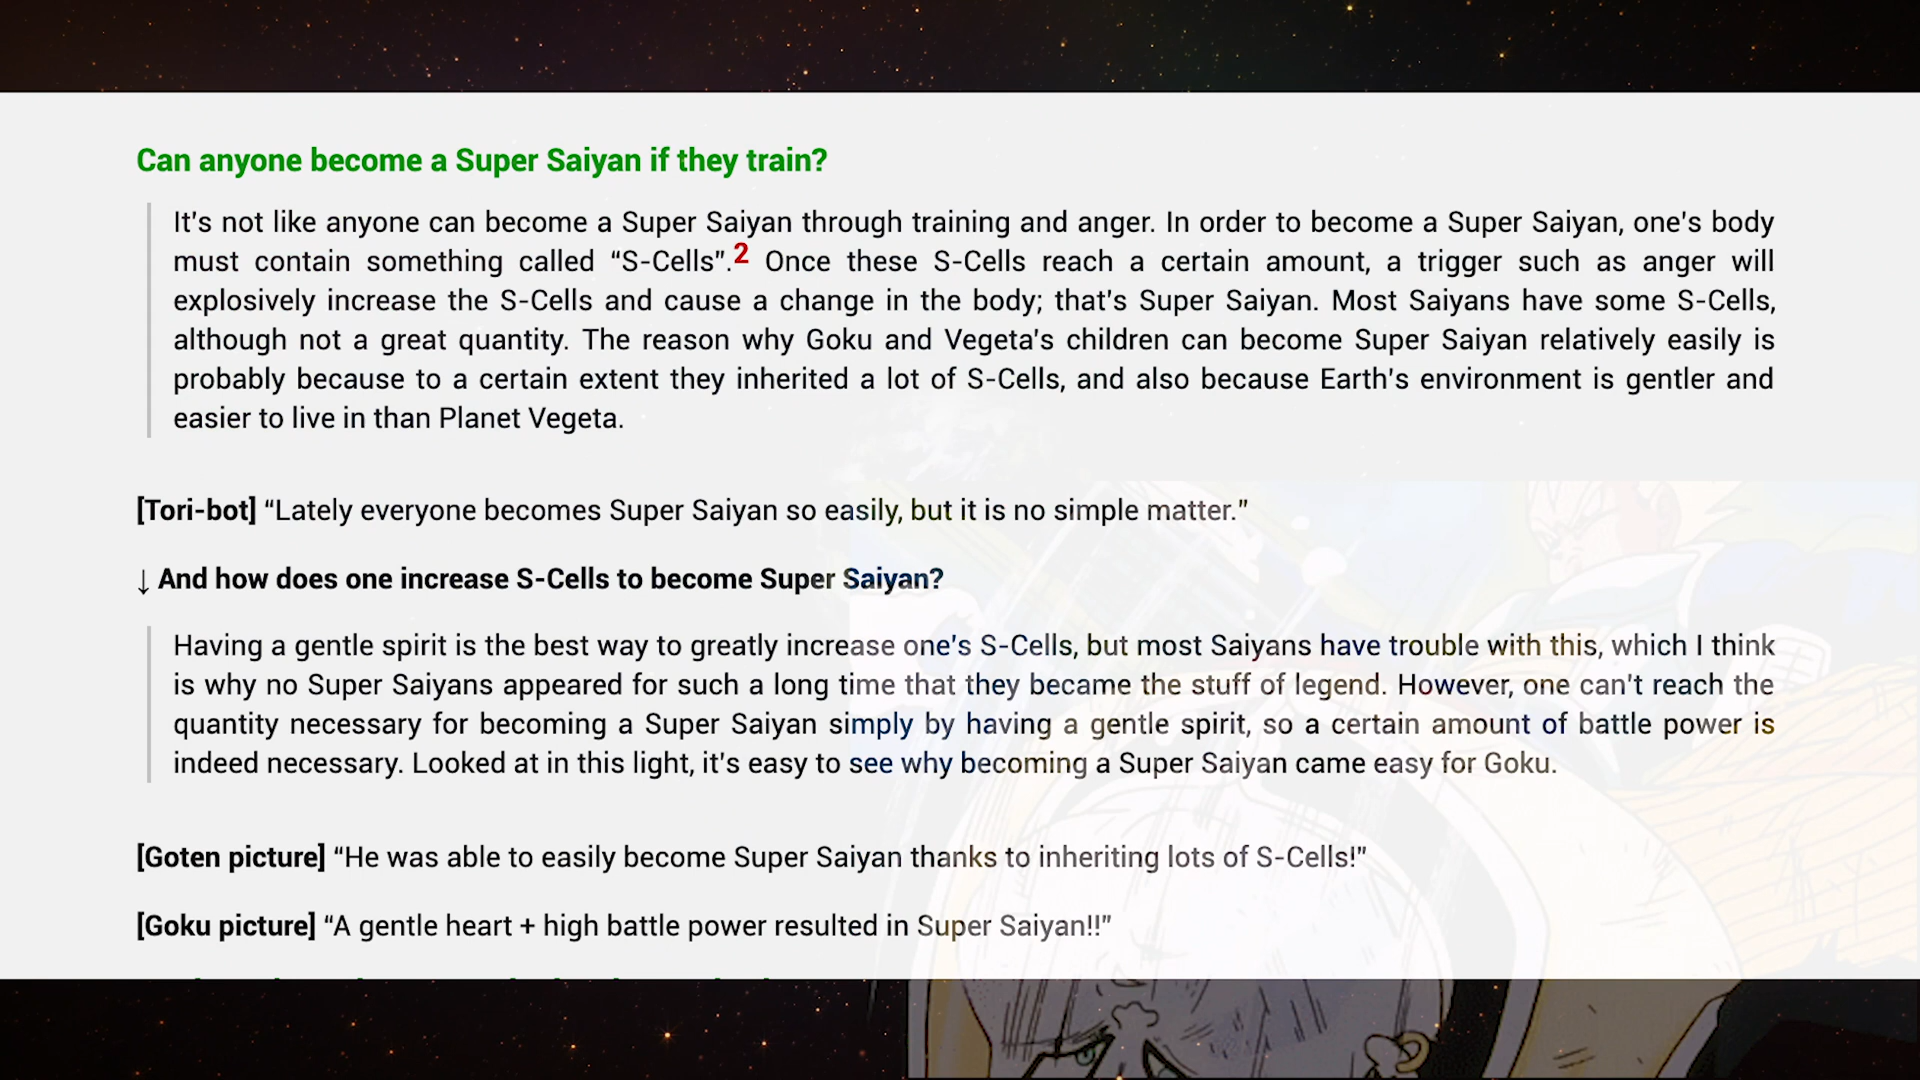 Can anyone become a Super Saiyan if they train?
It's not like anyone can become a Super Saiyan through training and anger. In order to become a Super Saiyan, one's body
must contain something called “S-Cells”.2 Once these S-Cells reach a certain amount, a trigger such as anger will
explosively increase the S-Cells and cause a change in the body; that's Super Saiyan. Most Saiyans have some S-Cells,
although not a great quantity. The reason why Goku and Vegeta's children can become Super Saiyan relatively easily is
probably because to a certain extent they inherited a lot of S-Cells, and also because Earth's environment is gentler and
easier to live in than Planet Vegeta.
[Tori-bot] “Lately everyone becomes Super Saiyan so easily, but it is no simple matter.”
↓ And how does one increase S-Cells to become Super Saiyan?
Having a gentle spirit is the best way to greatly increase one's S-Cells, but most Saiyans have trouble with this, which I think
is why no Super Saiyans appeared for such a long time that they became the stuff of legend. However, one can't reach the
quantity necessary for becoming a Super Saiyan simply by having a gentle spirit, so a certain amount of battle power is
indeed necessary. Looked at in this light, it's easy to see why becoming a Super Saiyan came easy for Goku.
[Goten picture] “He was able to easily become Super Saiyan thanks to inheriting lots of S-Cells!”
[Goku picture] “A gentle heart + high battle power resulted in Super Saiyan!!”